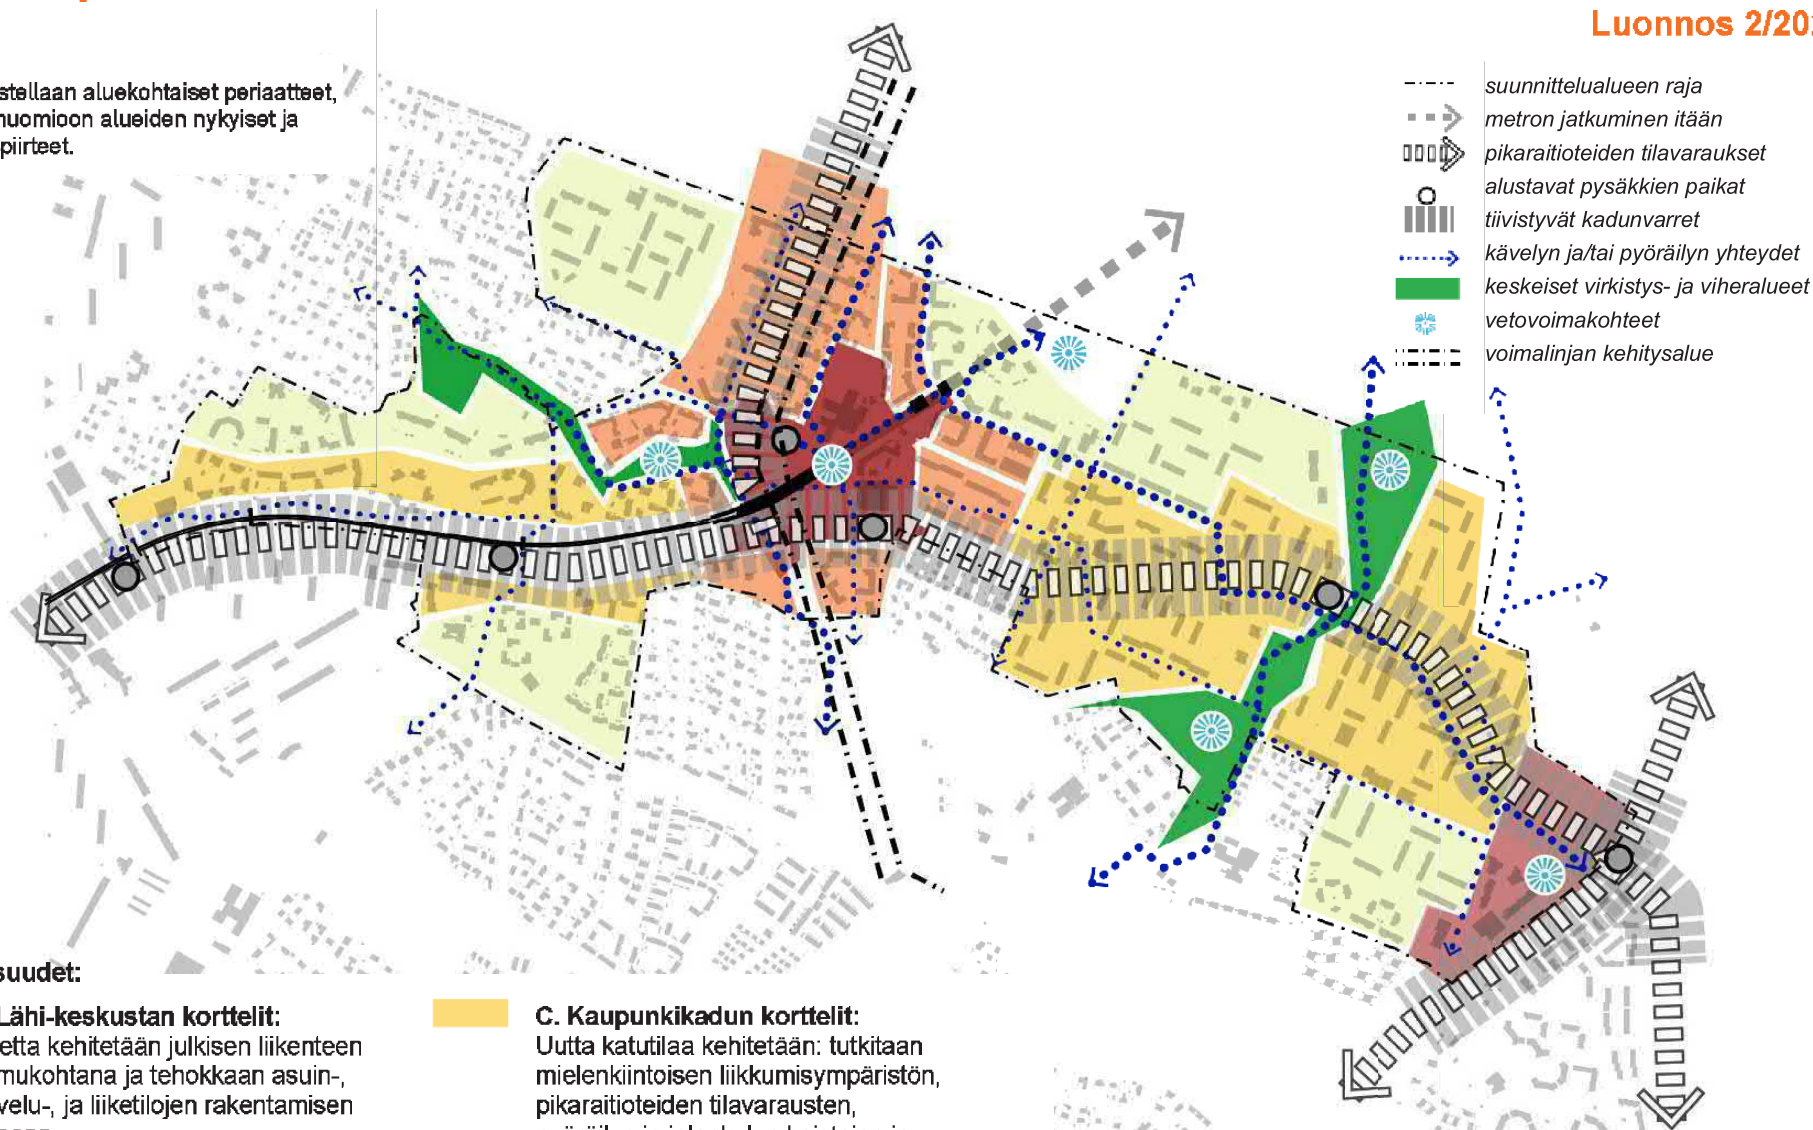 Luonnos 2/20
stellaan aluekohtaiset periaatteet,
huomioon alueiden nykyiset ja
piirteet.
suunnittelualueen raja
metron jatkuminen itään
pikaraitioteiden tilavaraukset
alustavat pysäkkien paikat
tiivistyvät kadunvarret
kävelyn ja/tai pyöräilyn yhteydet
keskeiset virkistys- ja viheralueet
vetovoimakohteet
voimalinjan kehitysalue
suudet:
Lähi-keskustan korttelit:
etta kehitetään julkisen liikenteen
mukohtana ja tehokkaan asuin-,
velu-, ja liiketilojen rakentamisen
C. Kaupunkikadun korttelit:
Uutta katutilaa kehitetään: tutkitaan
mielenkiintoisen liikkumisympäristön,
pikaraitioteiden tilavarausten,